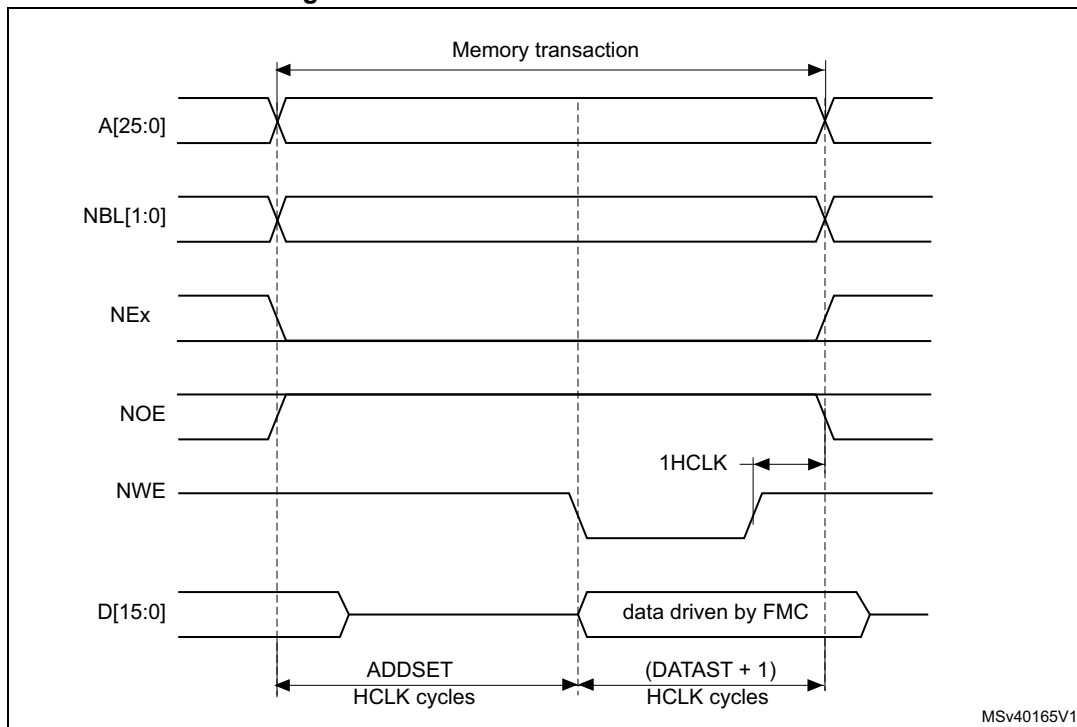 Memory transaction
A[25:0]
NBL[1:0]
NEx
NOE
1HCLK
NWE
D[15:0]
data driven by FMC
ADDSET
HCLK cycles
(DATAST + 1)
HCLK cycles
MSv40165V1